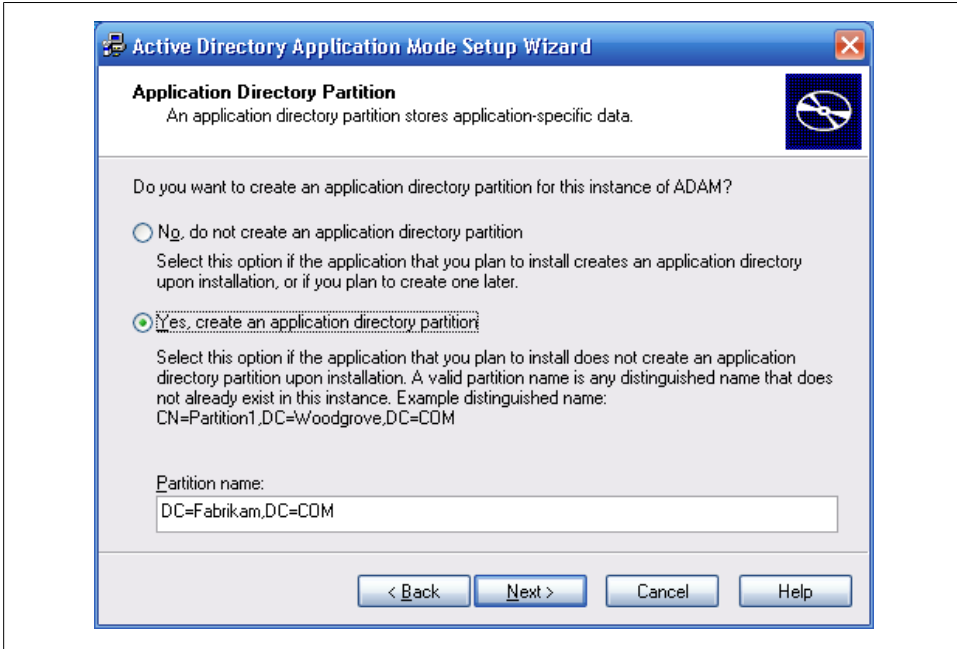 Active Directory Application Mode Setup Wizard
Application Directory Partition
An application directory partition stores application-specific data.
Do you want to create an application directory partition for this instance of ADAM?
No, do not create an application directory partition
Select this option if the application that you plan to install creates an application directory
upon installation, or if you plan to create one later.
Yes, create an application directory partition
Select this option if the application that you plan to install does not create an application
directory partition upon installation. A valid partition name is any distinguished name that does
not already exist in this instance. Example distinguished name:
CN=Partition1,DC=Woodgrove,DC=COM
Partition name:
DC=Fabrikam,DC=COM
< Back Next > Cancel Help